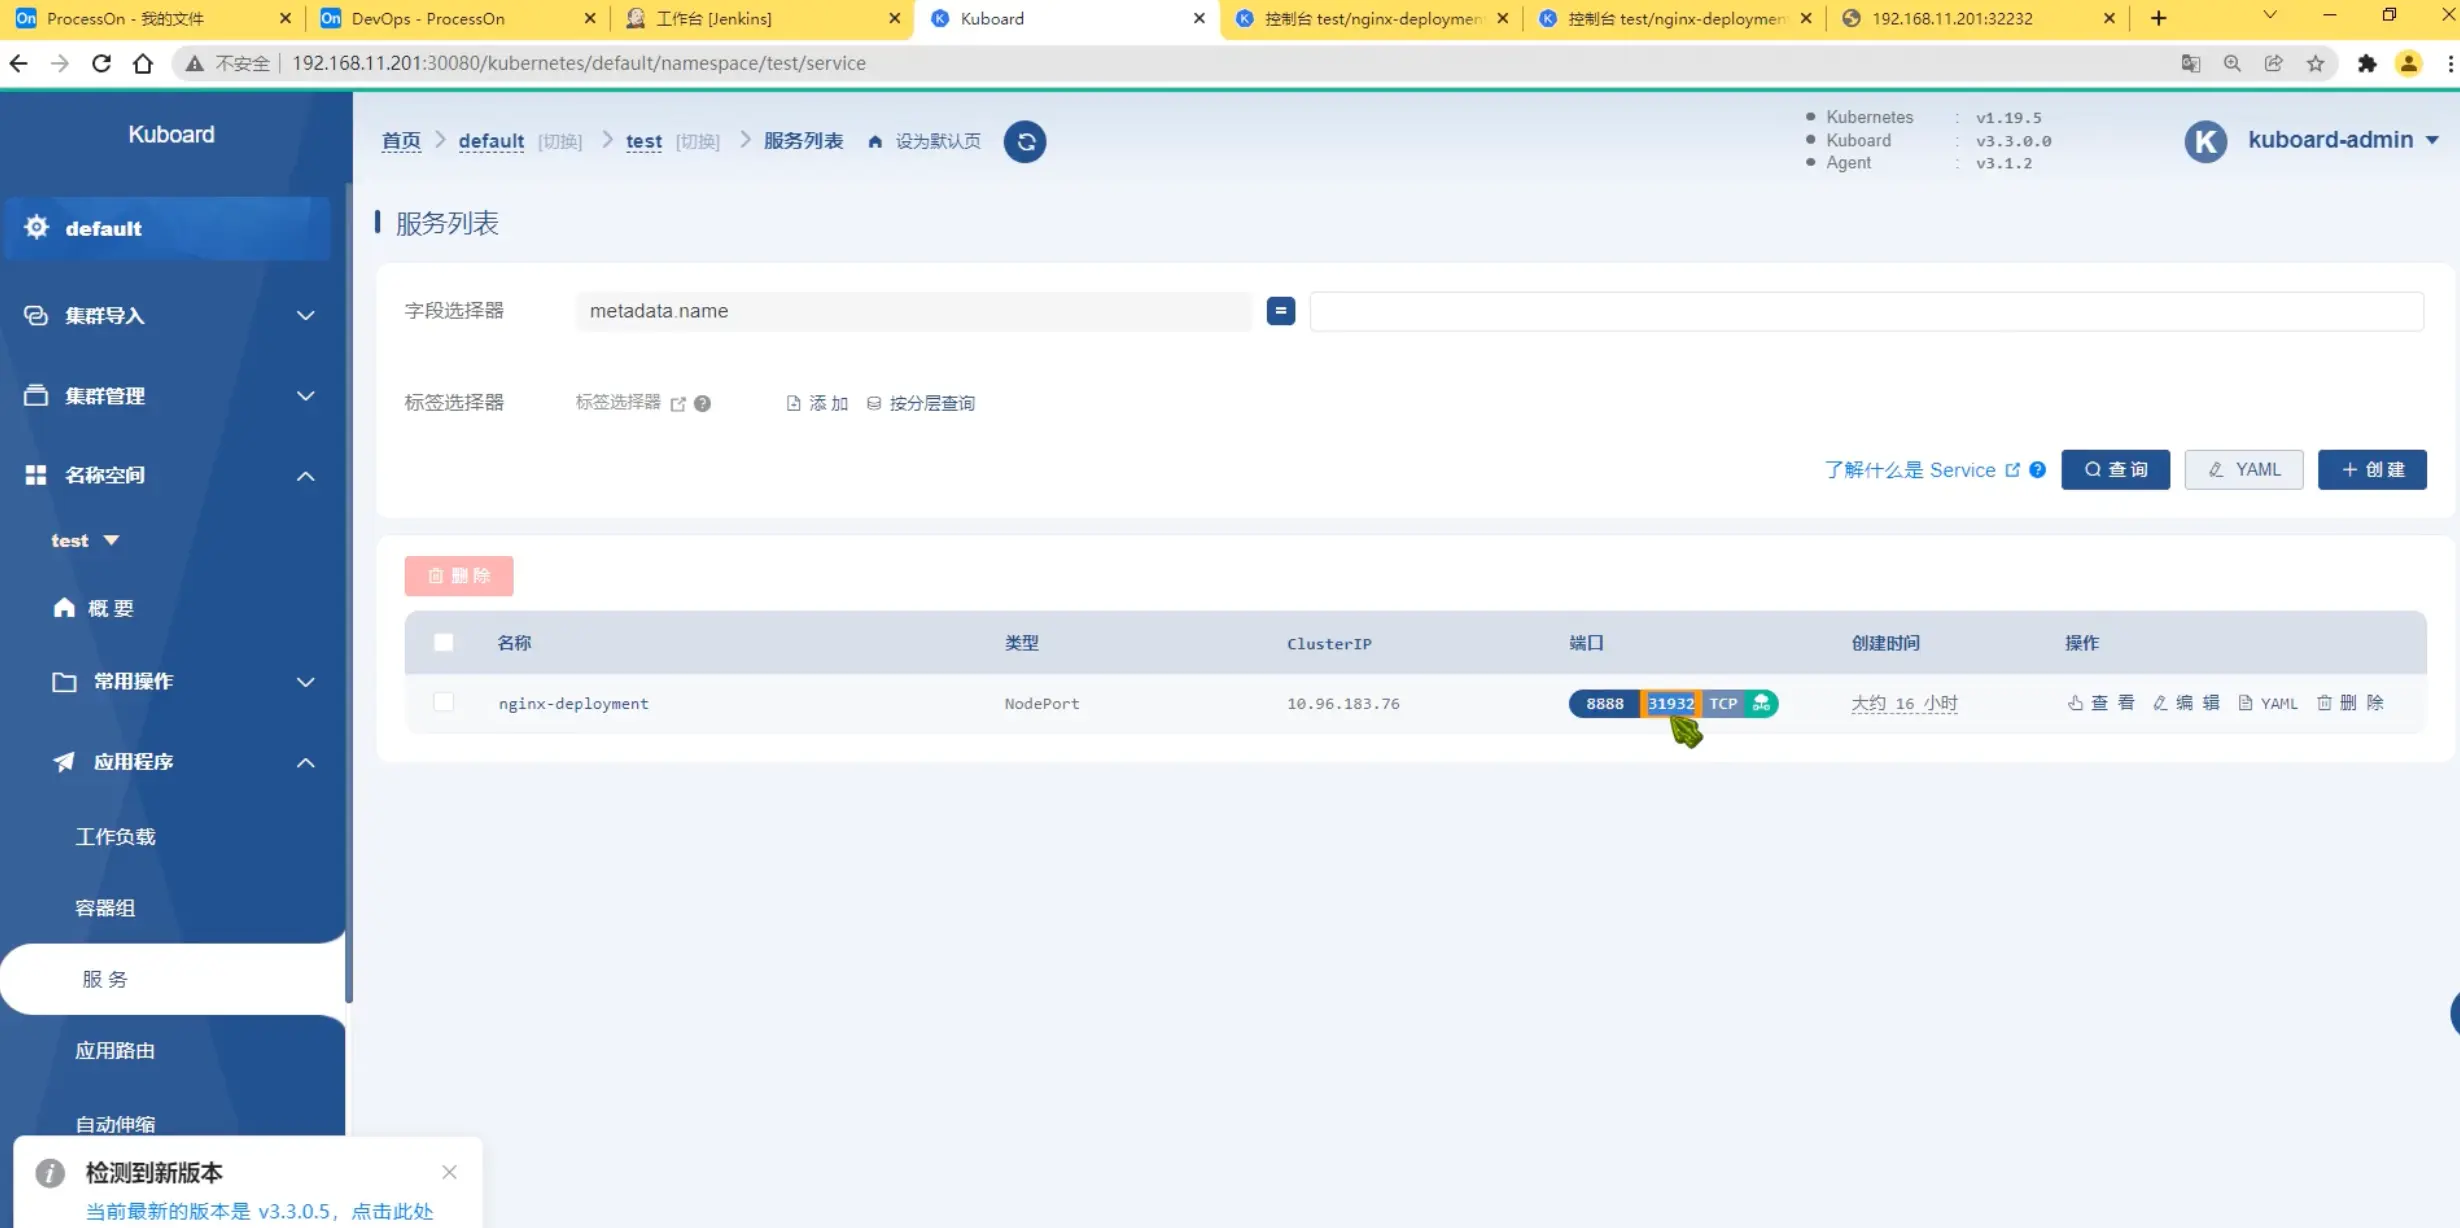 ProcessOn - 我的文件
DevOps - ProcessOn
工作台 [Jenkins]
Kuboard
控制台 test/nginx-deploymen
控制台 test/nginx-deploymen
192.168.11.201:32232
不安全
192.168.11.201:30080/kubernetes/default/namespace/test/service
Kuboard
首页
default
[切换]
test
[切换]
服务列表
设为默认页
Kubernetes : v1.19.5
Kuboard : v3.3.0.0
Agent : v3.1.2
K
kuboard-admin
default
集群导入
集群管理
名称空间
test
概 要
常用操作
应用程序
工作负载
容器组
服 务
应用路由
自动伸缩
服务列表
字段选择器
metadata.name
=
标签选择器
标签选择器
添 加
按分层查询
了解什么是 Service
查 询
YAML
创 建
删 除
名称 类型 ClusterIP 端口 创建时间 操作
nginx-deployment NodePort 10.96.183.76 8888 31932 TCP 大约 16 小时 查 看 编 辑 YAML 删 除
检测到新版本
当前最新的版本是 v3.3.0.5，点击此处